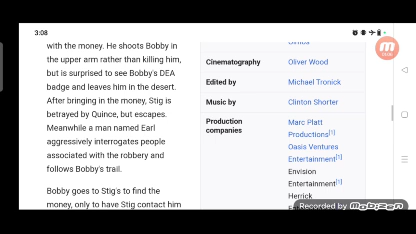 3:08
with the money. He shoots Bobby in
the upper arm rather than killing him,
but is surprised to see Bobby's DEA
badge and leaves him in the desert.
After bringing in the money, Stig is
betrayed by Quince, but escapes.
Meanwhile a man named Earl
aggressively interrogates people
associated with the robbery and
follows Bobby's trail.
Bobby goes to Stig's to find the
money, only to have Stig contact him
Cinematography Oliver Wood
Edited by Michael Tronick
Music by Clinton Shorter
Production companies
Marc Platt
Productions[1]
Oasis Ventures
Entertainment[1]
Envision
Entertainment[1]
Herrick
Recorded by Mobizen